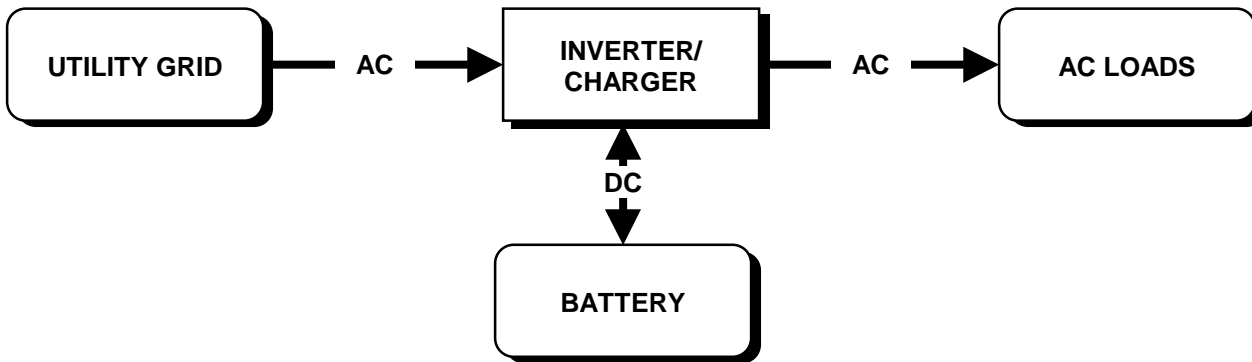 UTILITY GRID
AC
INVERTER/
CHARGER
AC
AC LOADS
DC
BATTERY